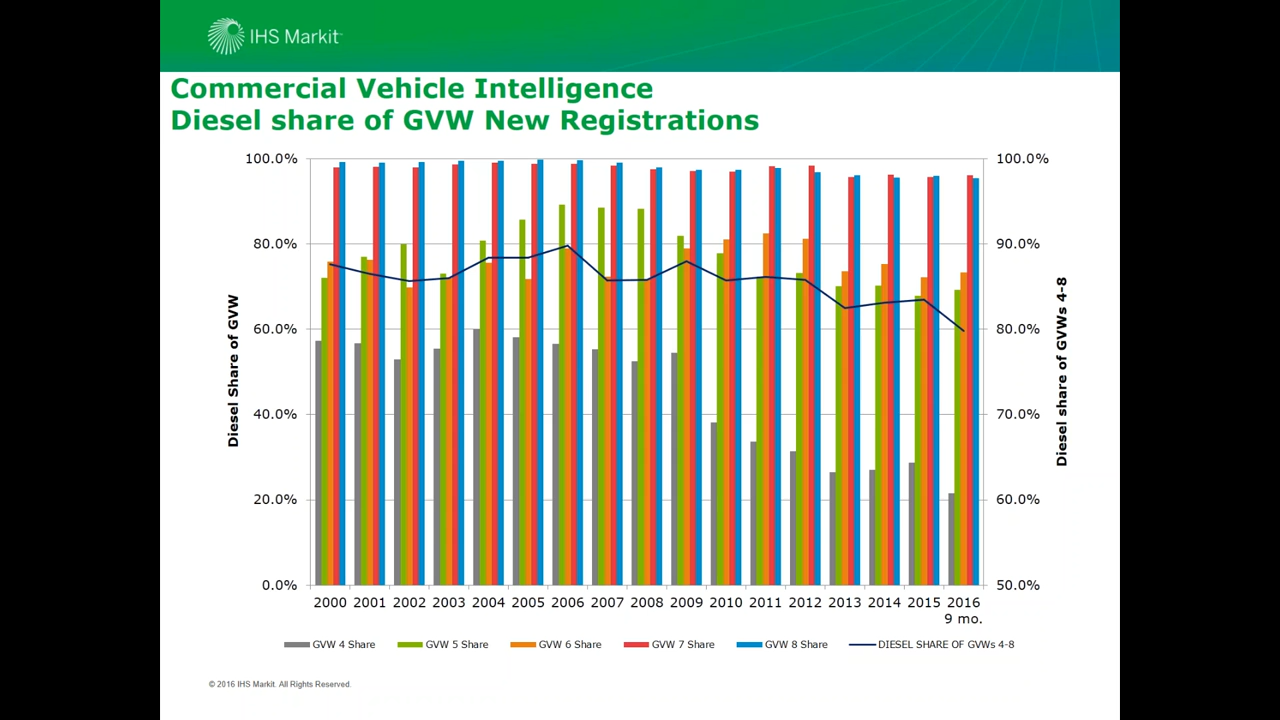 IHS Markit™
Commercial Vehicle Intelligence
Diesel share of GVW New Registrations
Diesel Share of GVW
100.0%
80.0%
60.0%
40.0%
20.0%
0.0%
100.0%
90.0%
80.0%
70.0%
60.0%
50.0%
Diesel share of GVWs 4-8
2000 2001 2002 2003 2004 2005 2006 2007 2008 2009 2010 2011 2012 2013 2014 2015 2016
9 mo.
GVW 4 Share GVW 5 Share GVW 6 Share GVW 7 Share GVW 8 Share DIESEL SHARE OF GVWs 4-8
© 2016 IHS Markit. All Rights Reserved.